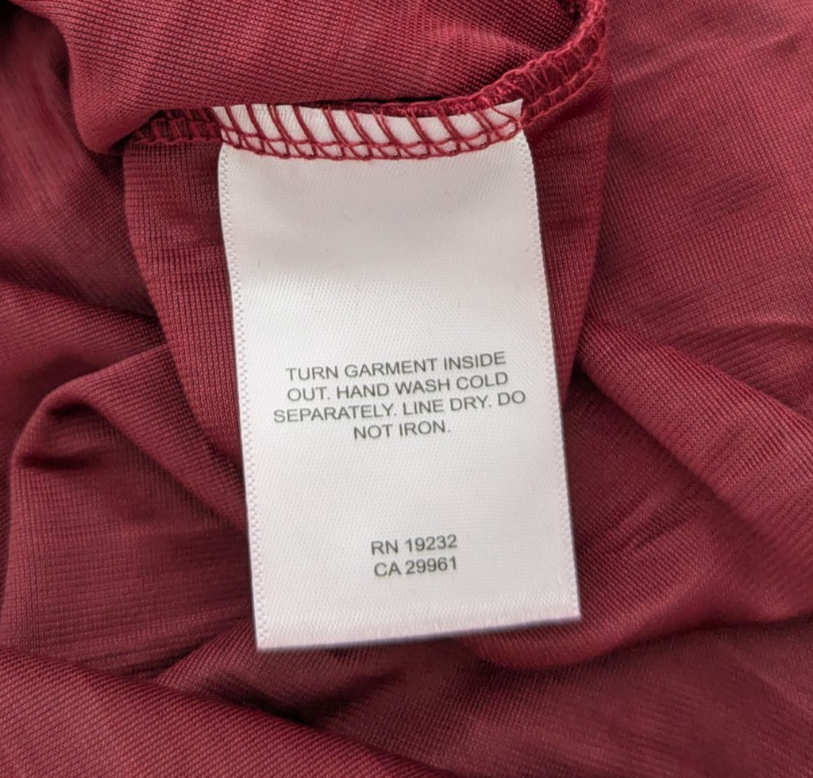 TURN GARMENT INSIDE
OUT. HAND WASH COLD
SEPARATELY. LINE DRY. DO
NOT IRON.
RN 19232
CA 29961